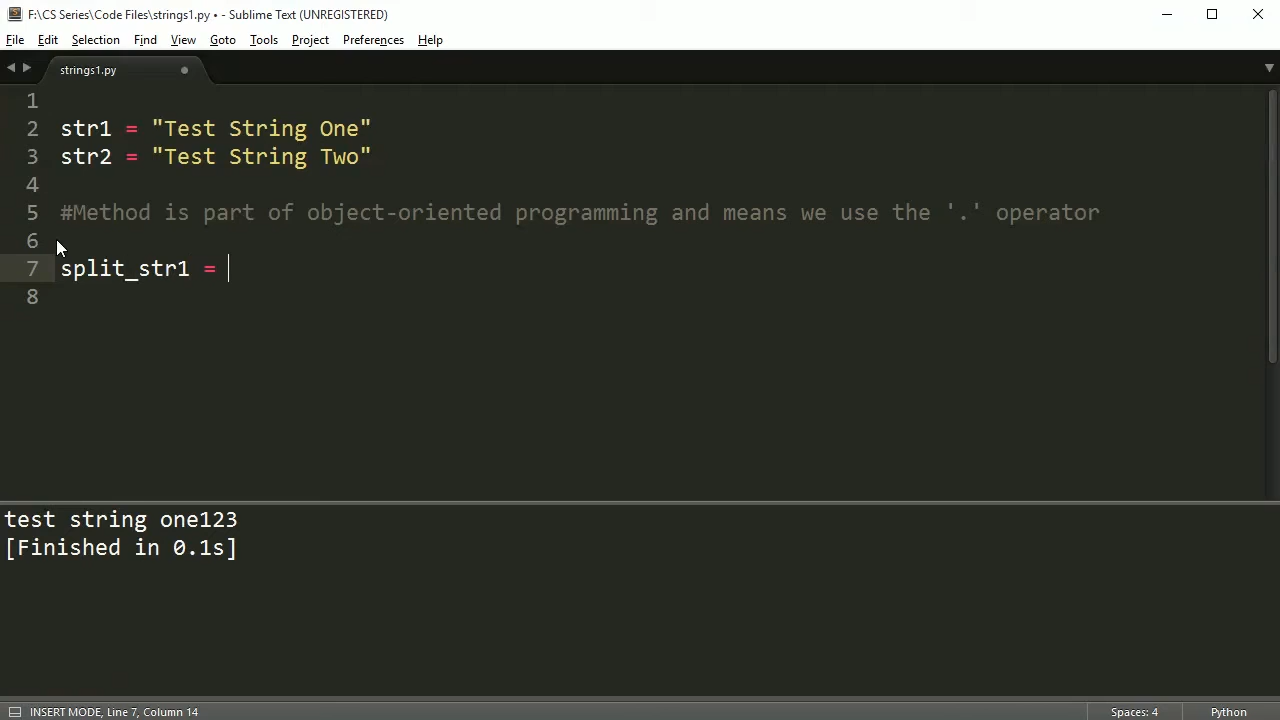 F:\CS Series\Code Files\strings1.py • - Sublime Text (UNREGISTERED)
File Edit Selection Find View Goto Tools Project Preferences Help
strings1.py
1
2 str1 = "Test String One"
3 str2 = "Test String Two"
4
5 #Method is part of object-oriented programming and means we use the '.' operator
6
7 split_str1 =
8
test string one123
[Finished in 0.1s]
INSERT MODE, Line 7, Column 14 Spaces: 4 Python